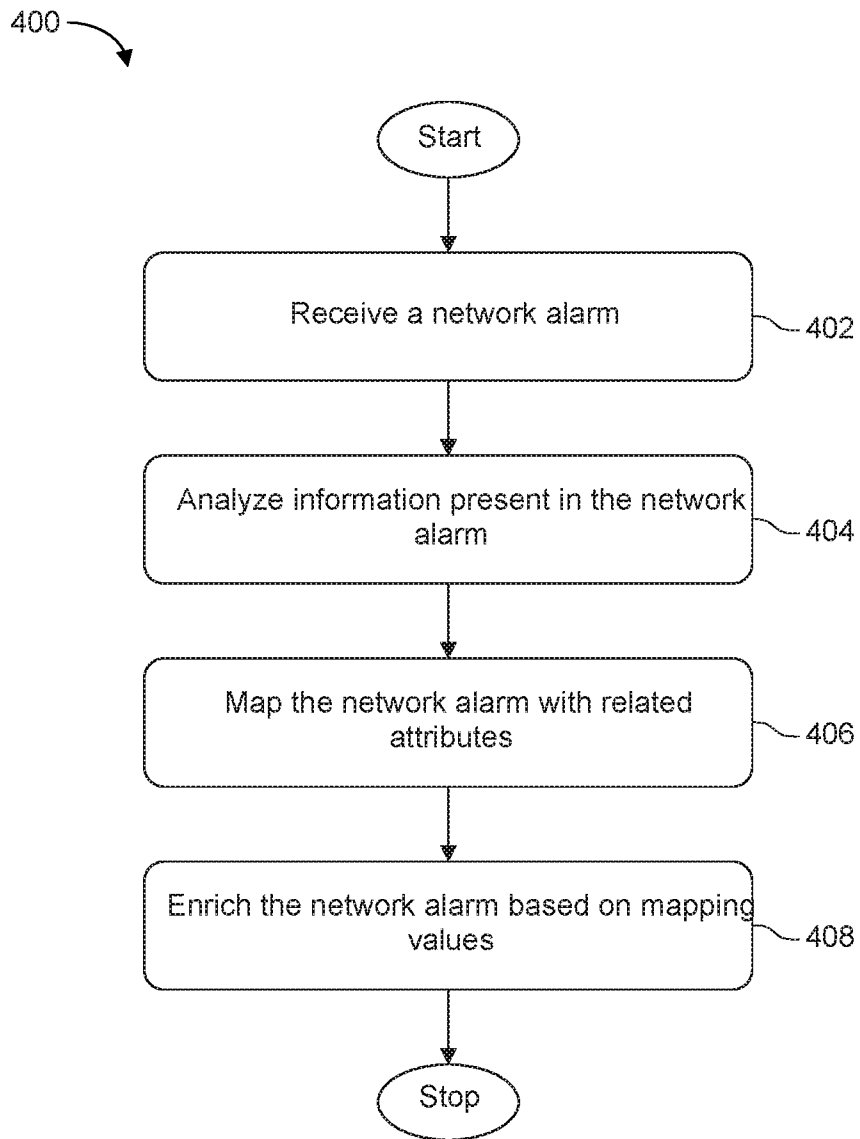 400
Start
Receive a network alarm
402
Analyze information present in the network
alarm
404
Map the network alarm with related
attributes
406
Enrich the network alarm based on mapping
values
408
Stop